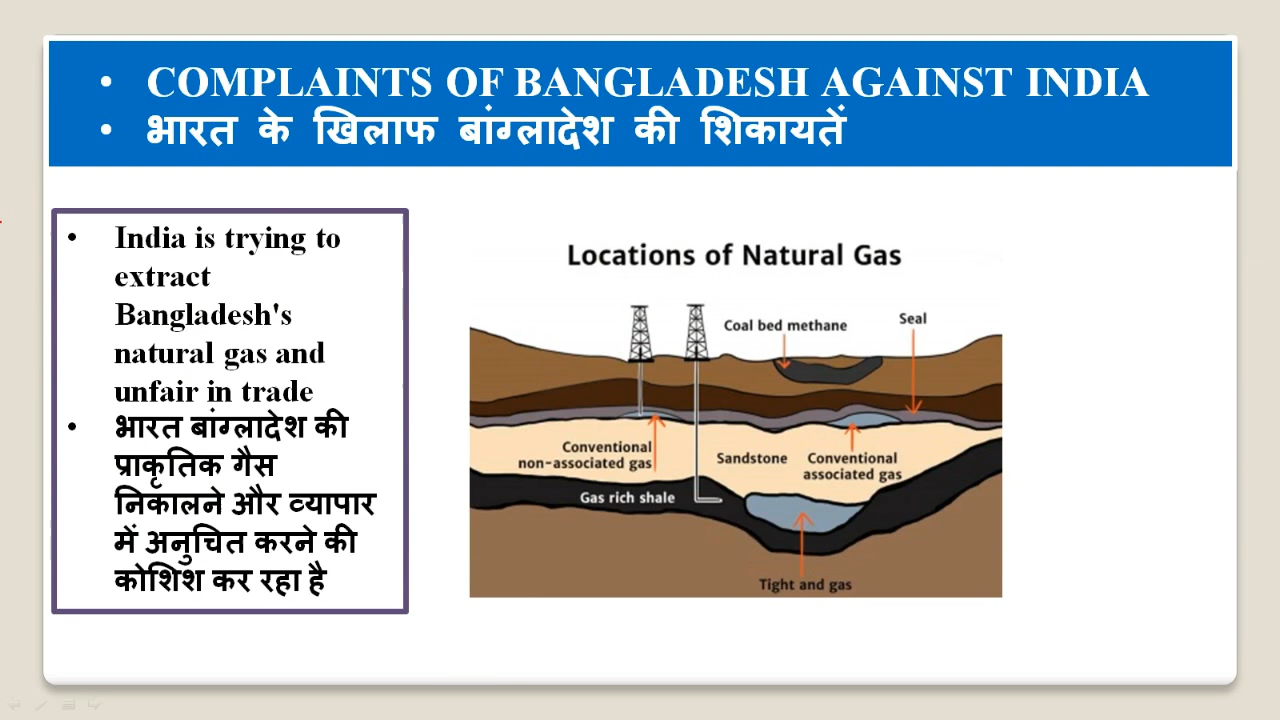 • COMPLAINTS OF BANGLADESH AGAINST INDIA
• भारत के खिलाफ बांग्लादेश की शिकायतें
• India is trying to
extract
Bangladesh's
natural gas and
unfair in trade
• भारत बांग्लादेश की
प्राकृतिक गैस
निकालने और व्यापार
में अनुचित करने की
कोशिश कर रहा है
Locations of Natural Gas
Coal bed methane
Seal
Conventional
non-associated gas
Sandstone
Conventional
associated gas
Gas rich shale
Tight and gas